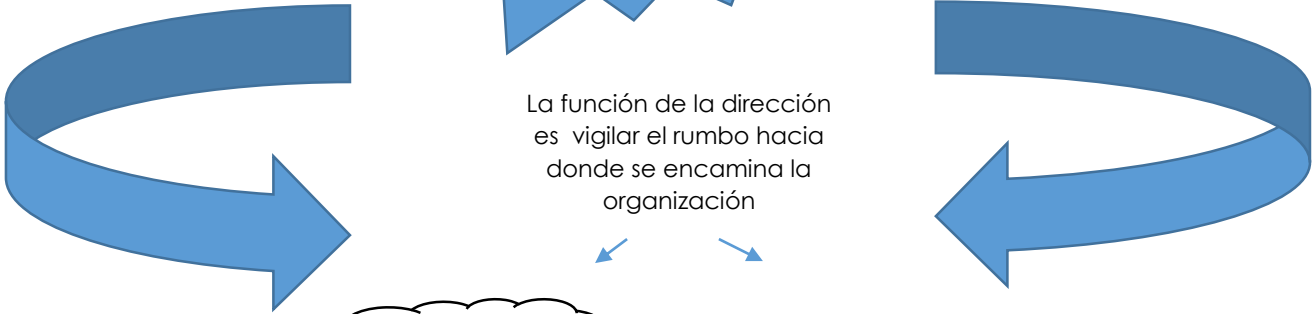 La función de la dirección
es vigilar el rumbo hacia
donde se encamina la
organización